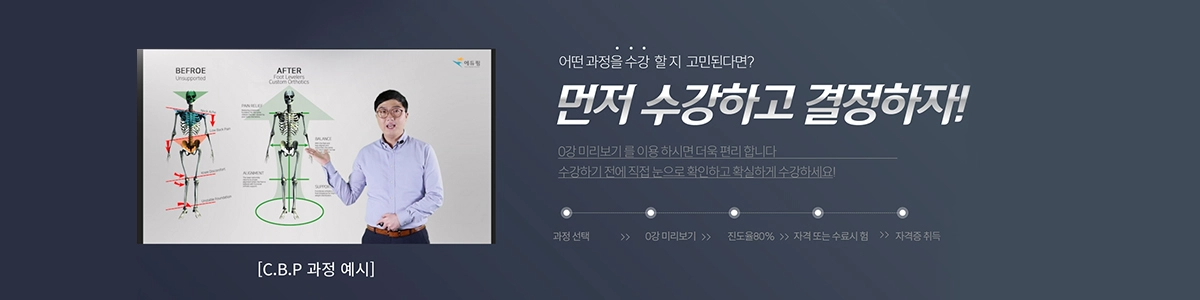 에듀윌
BEFROE
Unsupported
AFTER
Foot Levelers
Custom Orthotics
PAIN RELIEF
BALANCE
ALIGNMENT
SUPPORT
[C.B.P 과정 예시]
어떤 과정을 수강 할 지 고민된다면?
먼저 수강하고 결정하자!
0강 미리보기 를 이용 하시면 더욱 편리 합니다
수강하기 전에 직접 눈으로 확인하고 확실하게 수강하세요!
과정 선택 >> 0강 미리보기 >> 진도율80% >> 자격 또는 수료시 험 >> 자격증 취득